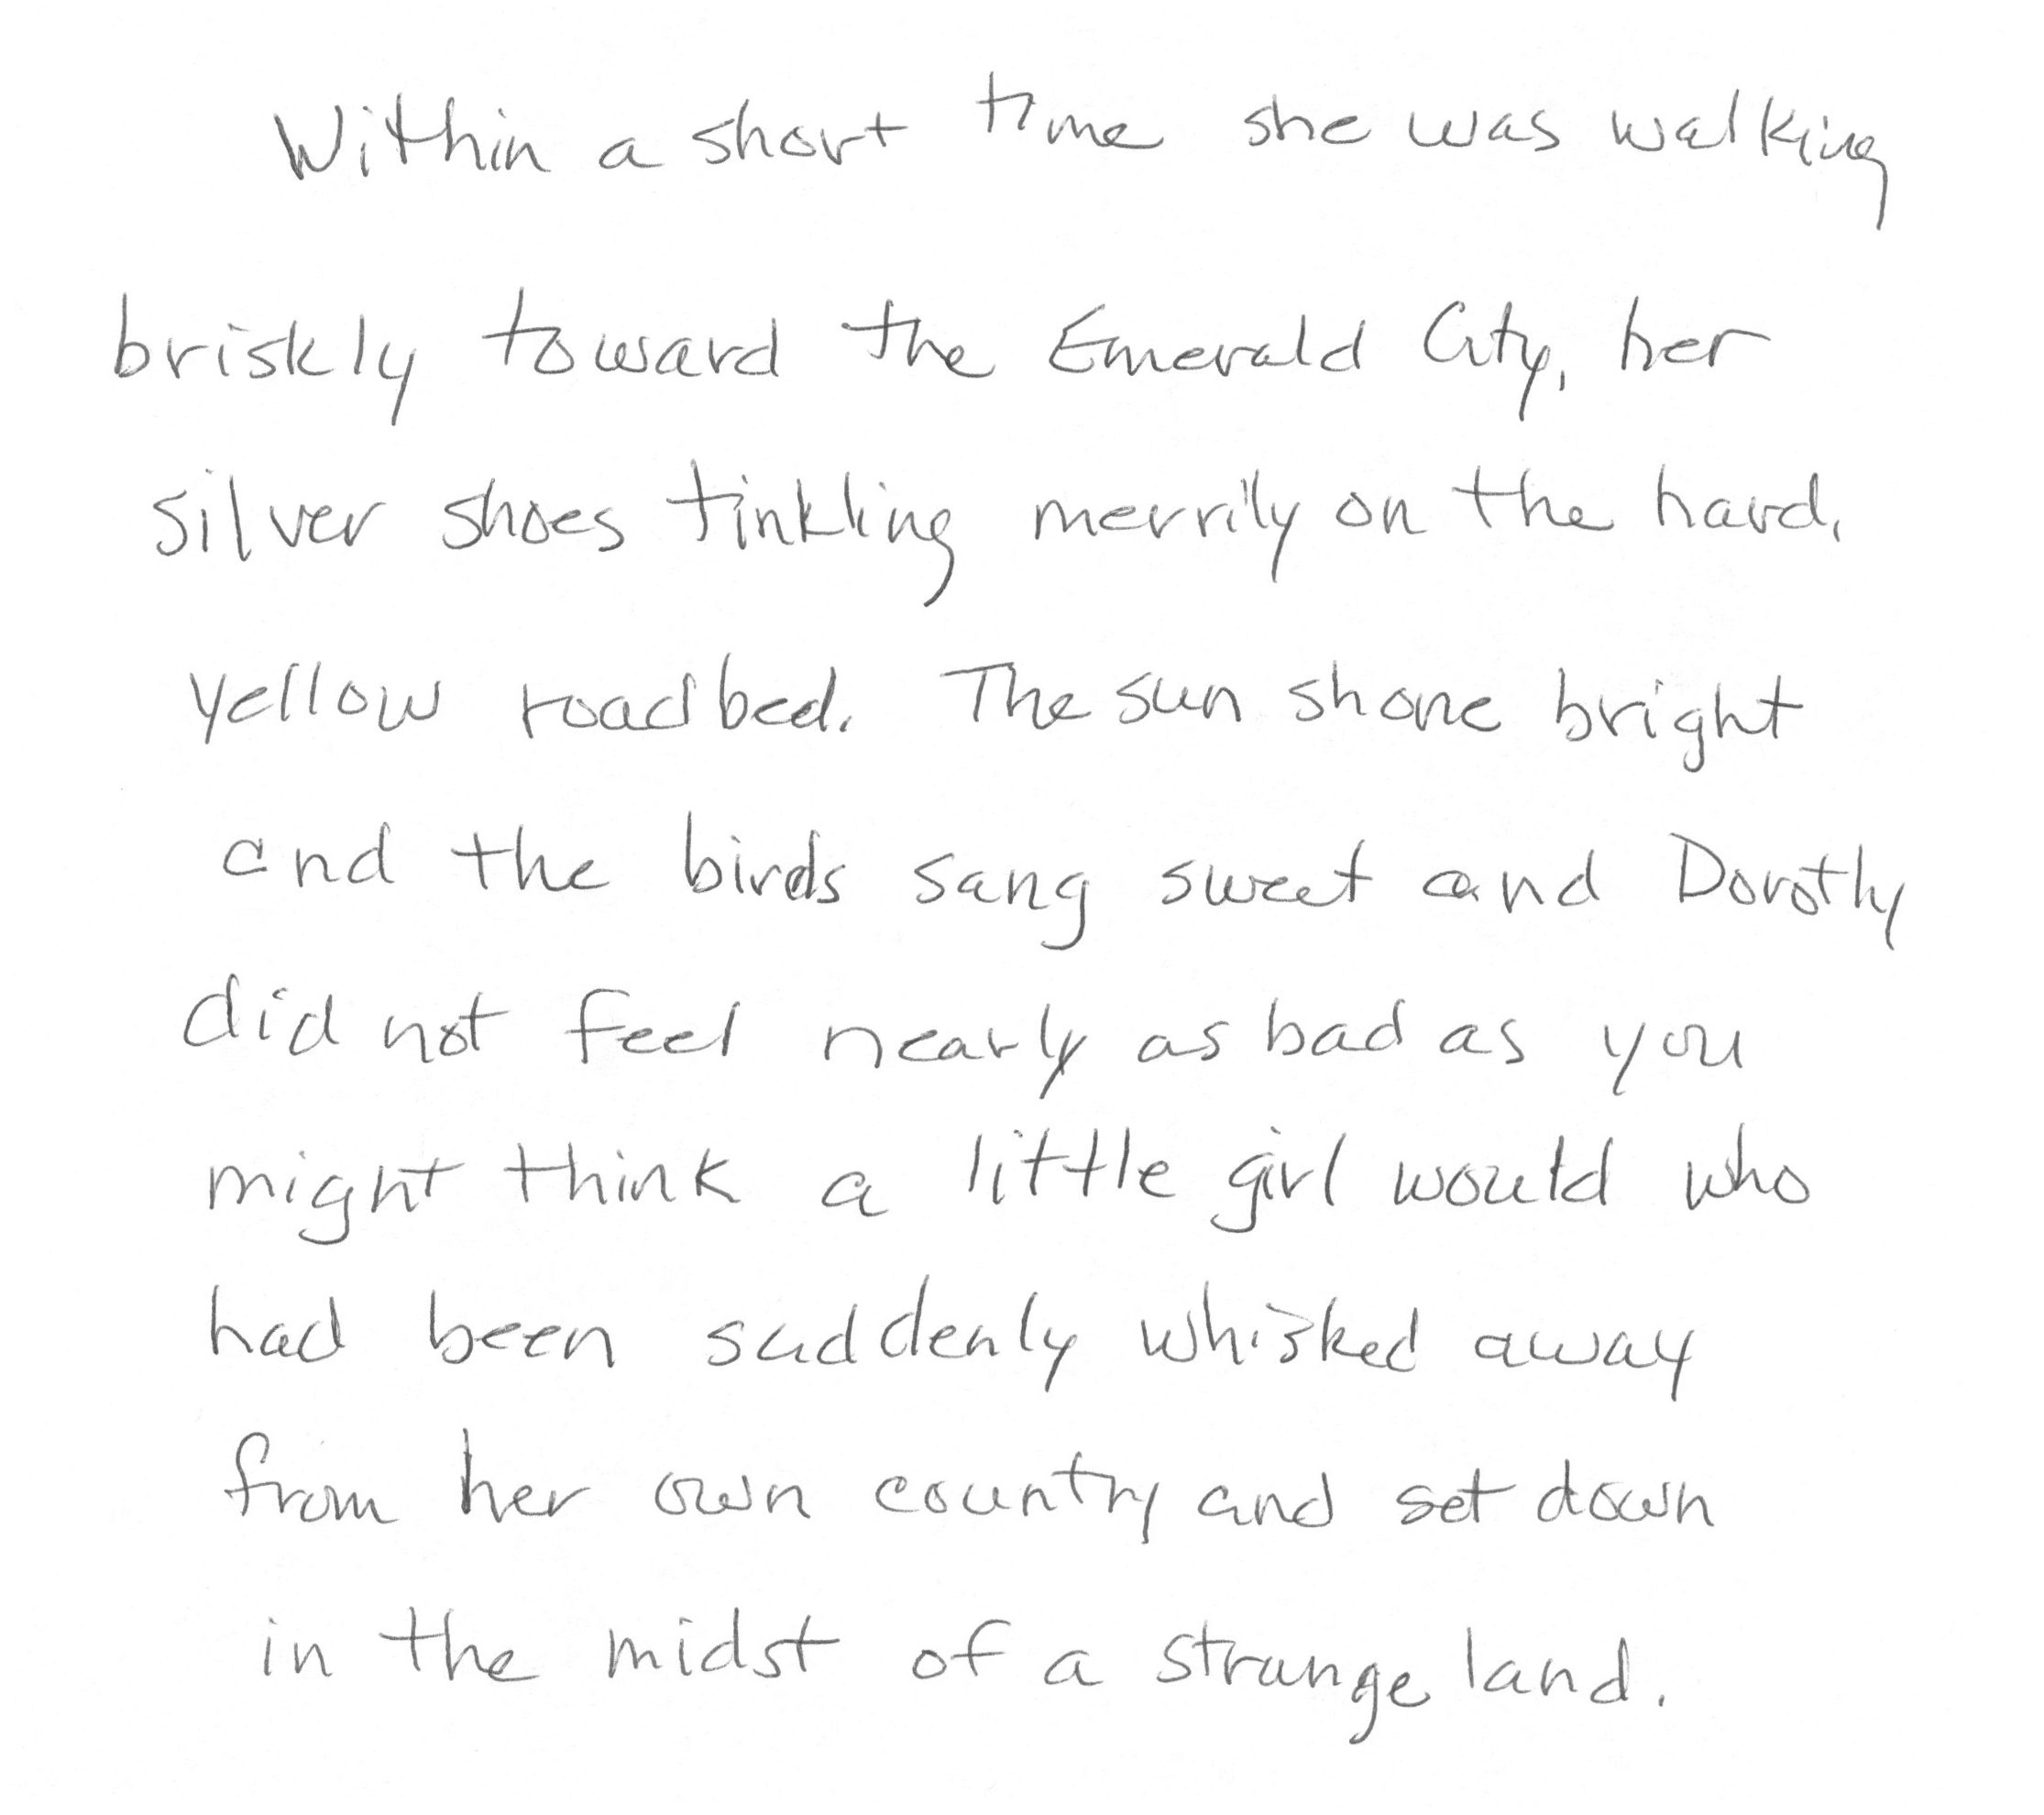 Within a short time she was walking
briskly toward the Emerald City, her
silver shoes tinkling merrily on the hard,
yellow roadbed. The sun shone bright
and the birds sang sweet and Dorothy
did not feel nearly as bad as you
might think a little girl would who
had been suddenly whisked away
from her own country and set down
in the midst of a strange land.